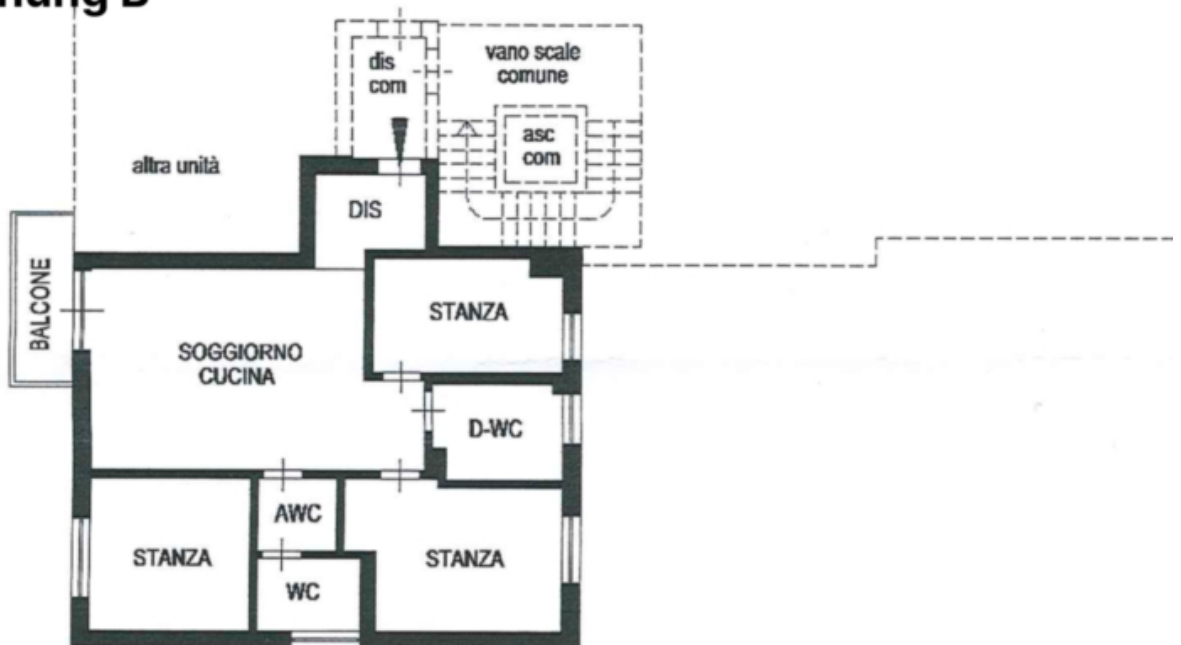 nung B
dis
com
vano scale
comune
asc
com
altra unità
DIS
BALCONE
STANZA
SOGGIORNO
CUCINA
D-WC
AWC
STANZA
STANZA
WC